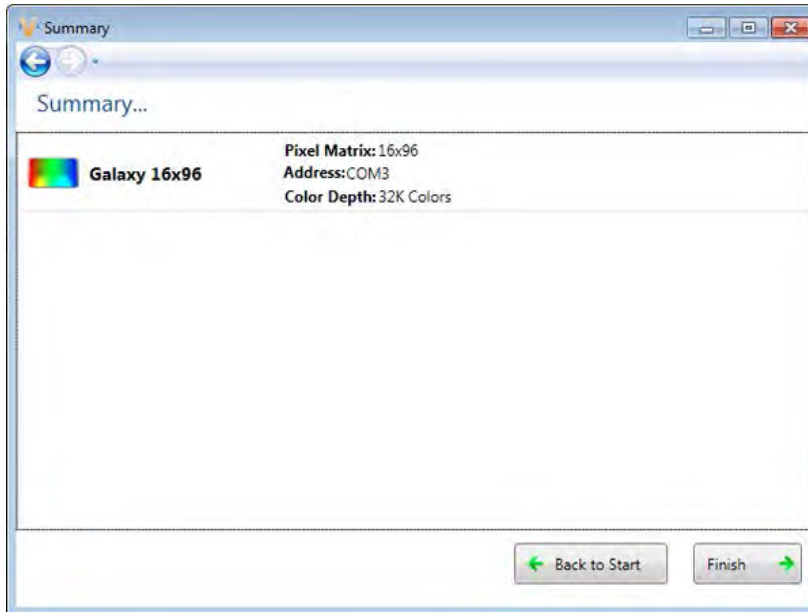 Summary
Summary...
Galaxy 16x96
Pixel Matrix: 16x96
Address:COM3
Color Depth: 32K Colors
Back to Start
Finish